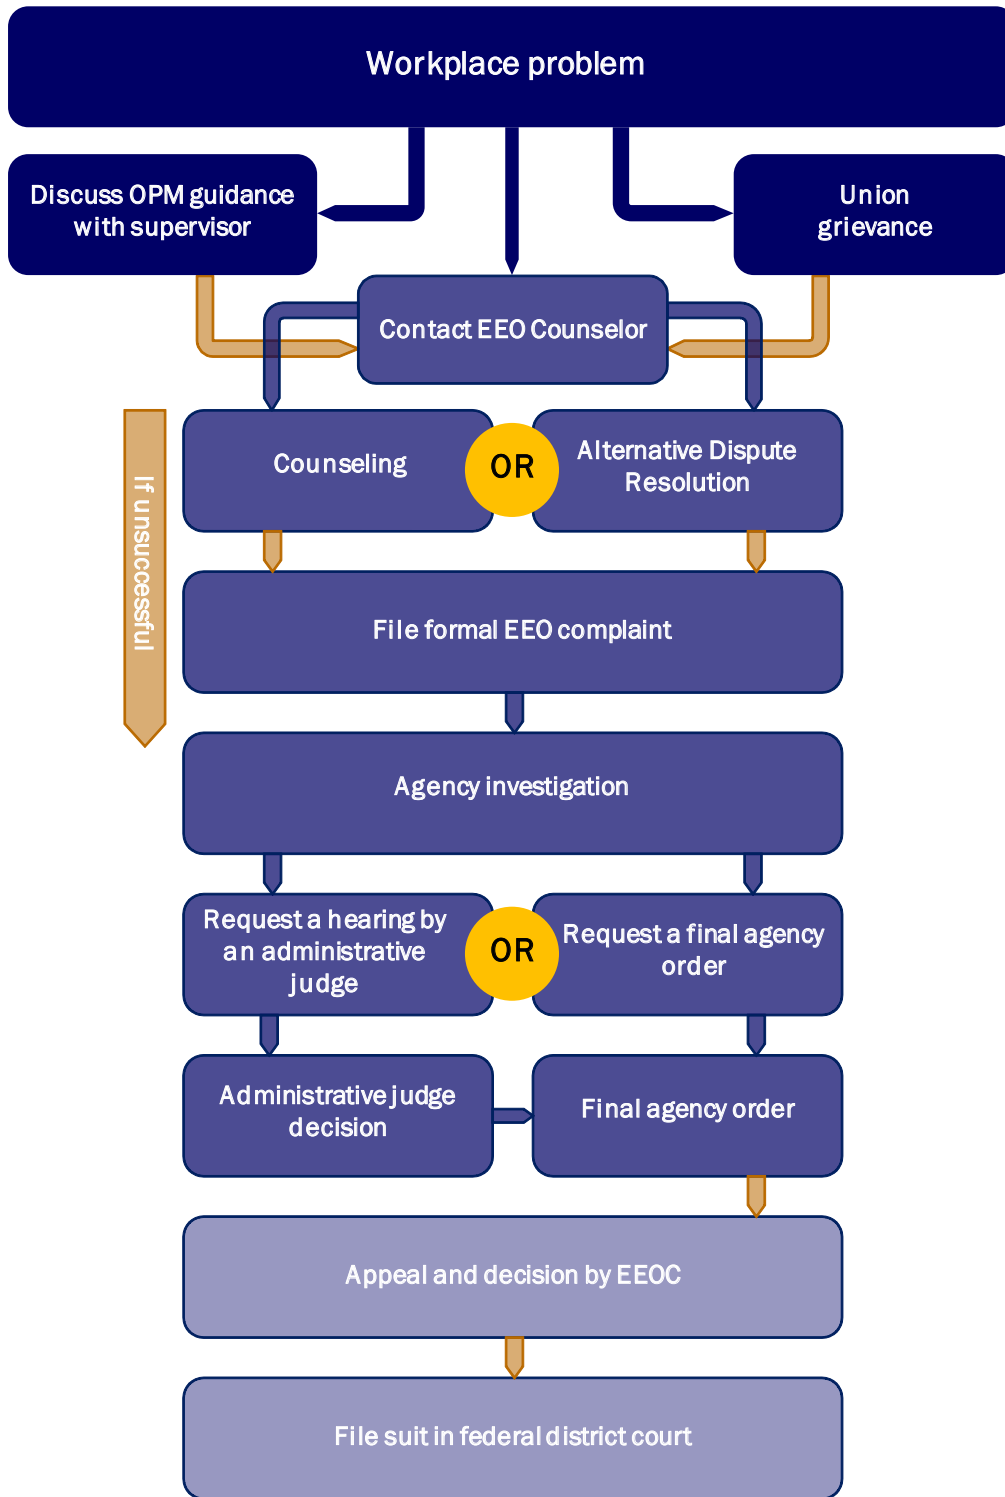 Workplace problem
Discuss OPM guidance
with supervisor
Union
grievance
Contact EEO Counselor
Counseling
OR
Alternative Dispute
Resolution
If unsuccessful
File formal EEO complaint
Agency investigation
Request a hearing by
an administrative
judge
OR
Request a final agency
order
Administrative judge
decision
Final agency order
Appeal and decision by EEOC
File suit in federal district court